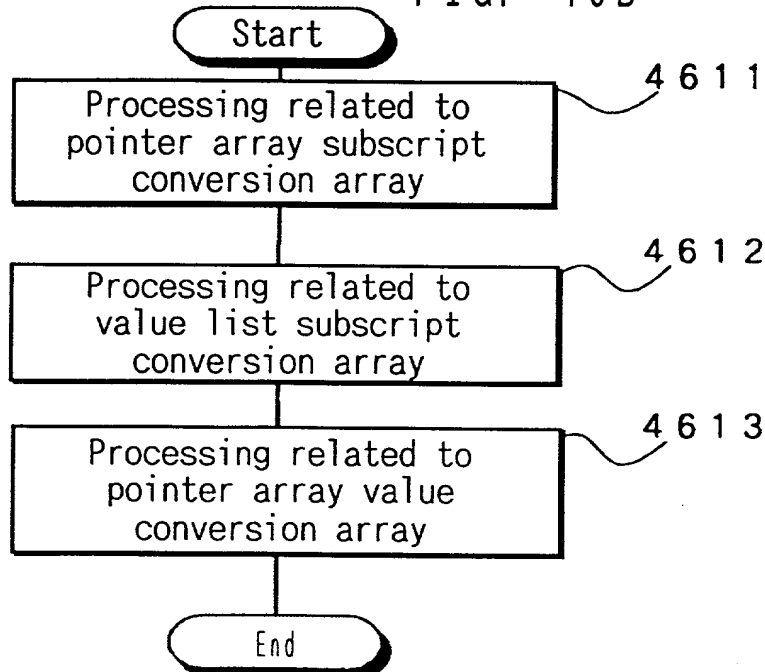 Start
4611
Processing related to
pointer array subscript
conversion array
4612
Processing related to
value list subscript
conversion array
4613
Processing related to
pointer array value
conversion array
End